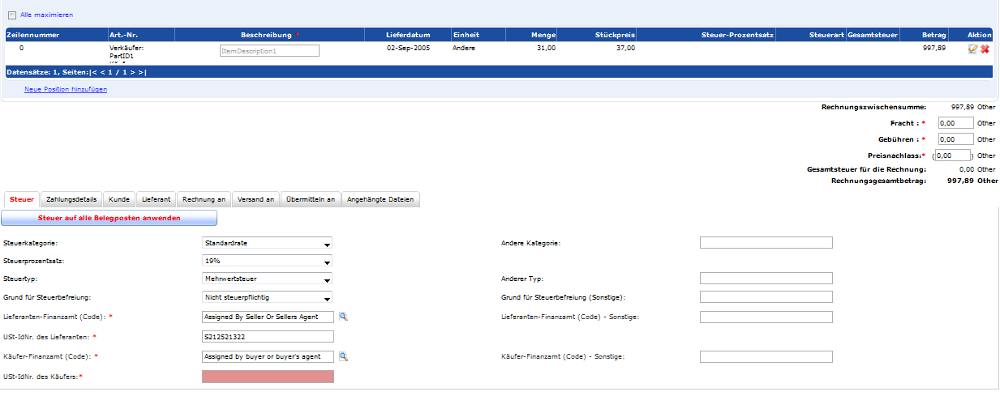 Alle maximieren
Zeilennummer Art.-Nr. Beschreibung * Lieferdatum Einheit Menge Stückpreis Steuer-Prozentsatz Steuerart Gesamtsteuer Betrag Aktion
0 Verkäufer: ItemDescription1 02-Sep-2005 Andere 31,00 37,00 997,89
PartID1
Datensätze: 1, Seiten:|< < 1 / 1 > >|
Neue Position hinzufügen
Rechnungszwischensumme: 997,89 Other
Fracht : * 0,00 Other
Gebühren : * 0,00 Other
Preisnachlass:* (0,00) Other
Gesamtsteuer für die Rechnung: 0,00 Other
Rechnungsgesamtbetrag: 997,89 Other
Steuer Zahlungsdetails Kunde Lieferant Rechnung an Versand an Übermitteln an Angehängte Dateien
Steuer auf alle Belegposten anwenden
Steuerkategorie: Standardrate Andere Kategorie:
Steuerprozentsatz: 19%
Steuertyp: Mehrwertsteuer Anderer Typ:
Grund für Steuerbefreiung: Nicht steuerpflichtig Grund für Steuerbefreiung (Sonstige):
Lieferanten-Finanzamt (Code): * Assigned By Seller Or Sellers Agent Lieferanten-Finanzamt (Code) - Sonstige:
USt-IdNr. des Lieferanten: * S212521322
Käufer-Finanzamt (Code): * Assigned by buyer or buyer's agent Käufer-Finanzamt (Code) - Sonstige:
USt-IdNr. des Käufers:*